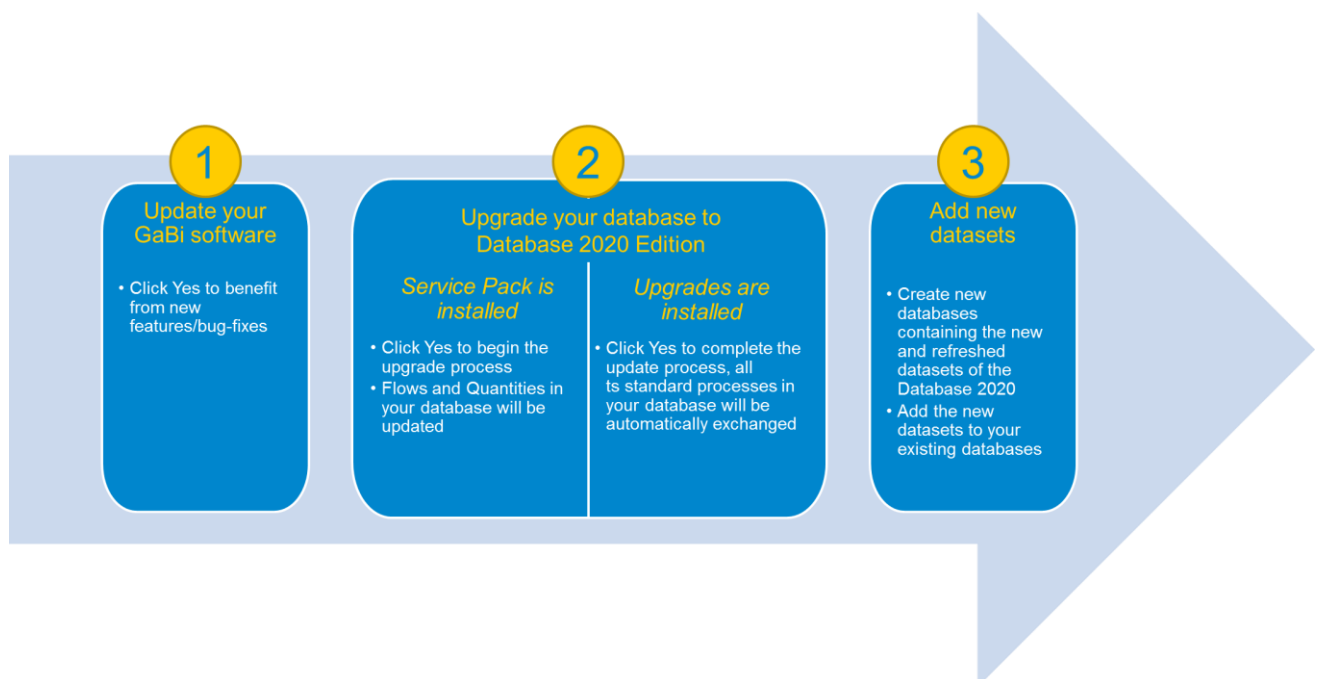 1
Update your
GaBi software
• Click Yes to benefit
from new
features/bug-fixes
2
Upgrade your database to
Database 2020 Edition
Service Pack is
installed
• Click Yes to begin the
upgrade process
• Flows and Quantities in
your database will be
updated
Upgrades are
installed
• Click Yes to complete the
update process, all
ts standard processes in
your database will be
automatically exchanged
3
Add new
datasets
• Create new
databases
containing the new
and refreshed
datasets of the
Database 2020
• Add the new
datasets to your
existing databases